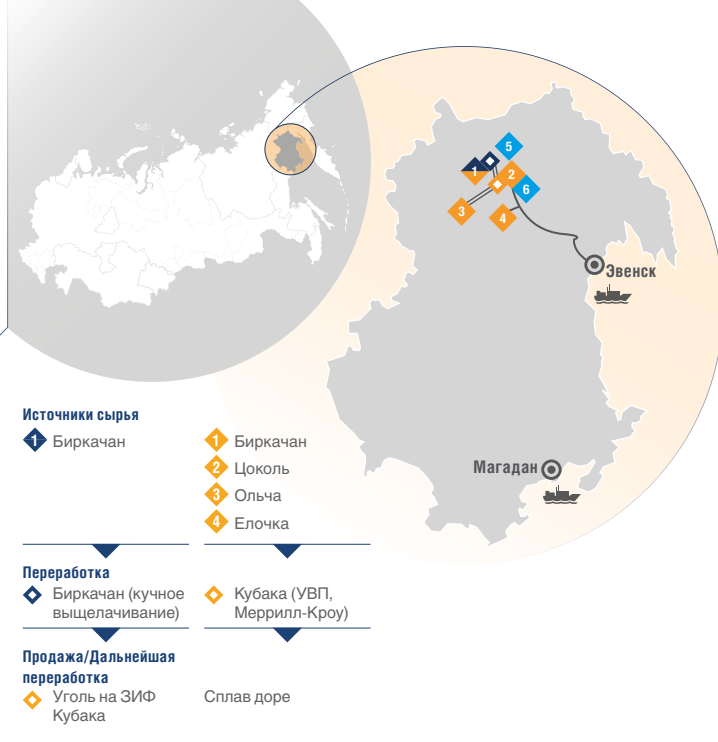 5
1
2
6
3
4
Эвенск
Магадан
Источники сырья
1 Биркачан
1 Биркачан
2 Цоколь
3 Ольча
4 Елочка
Переработка
Биркачан (кучное
выщелачивание)
Кубака (УВП,
Меррилл-Кроу)
Продажа/Дальнейшая
переработка
Уголь на ЗИФ
Кубака
Сплав доре